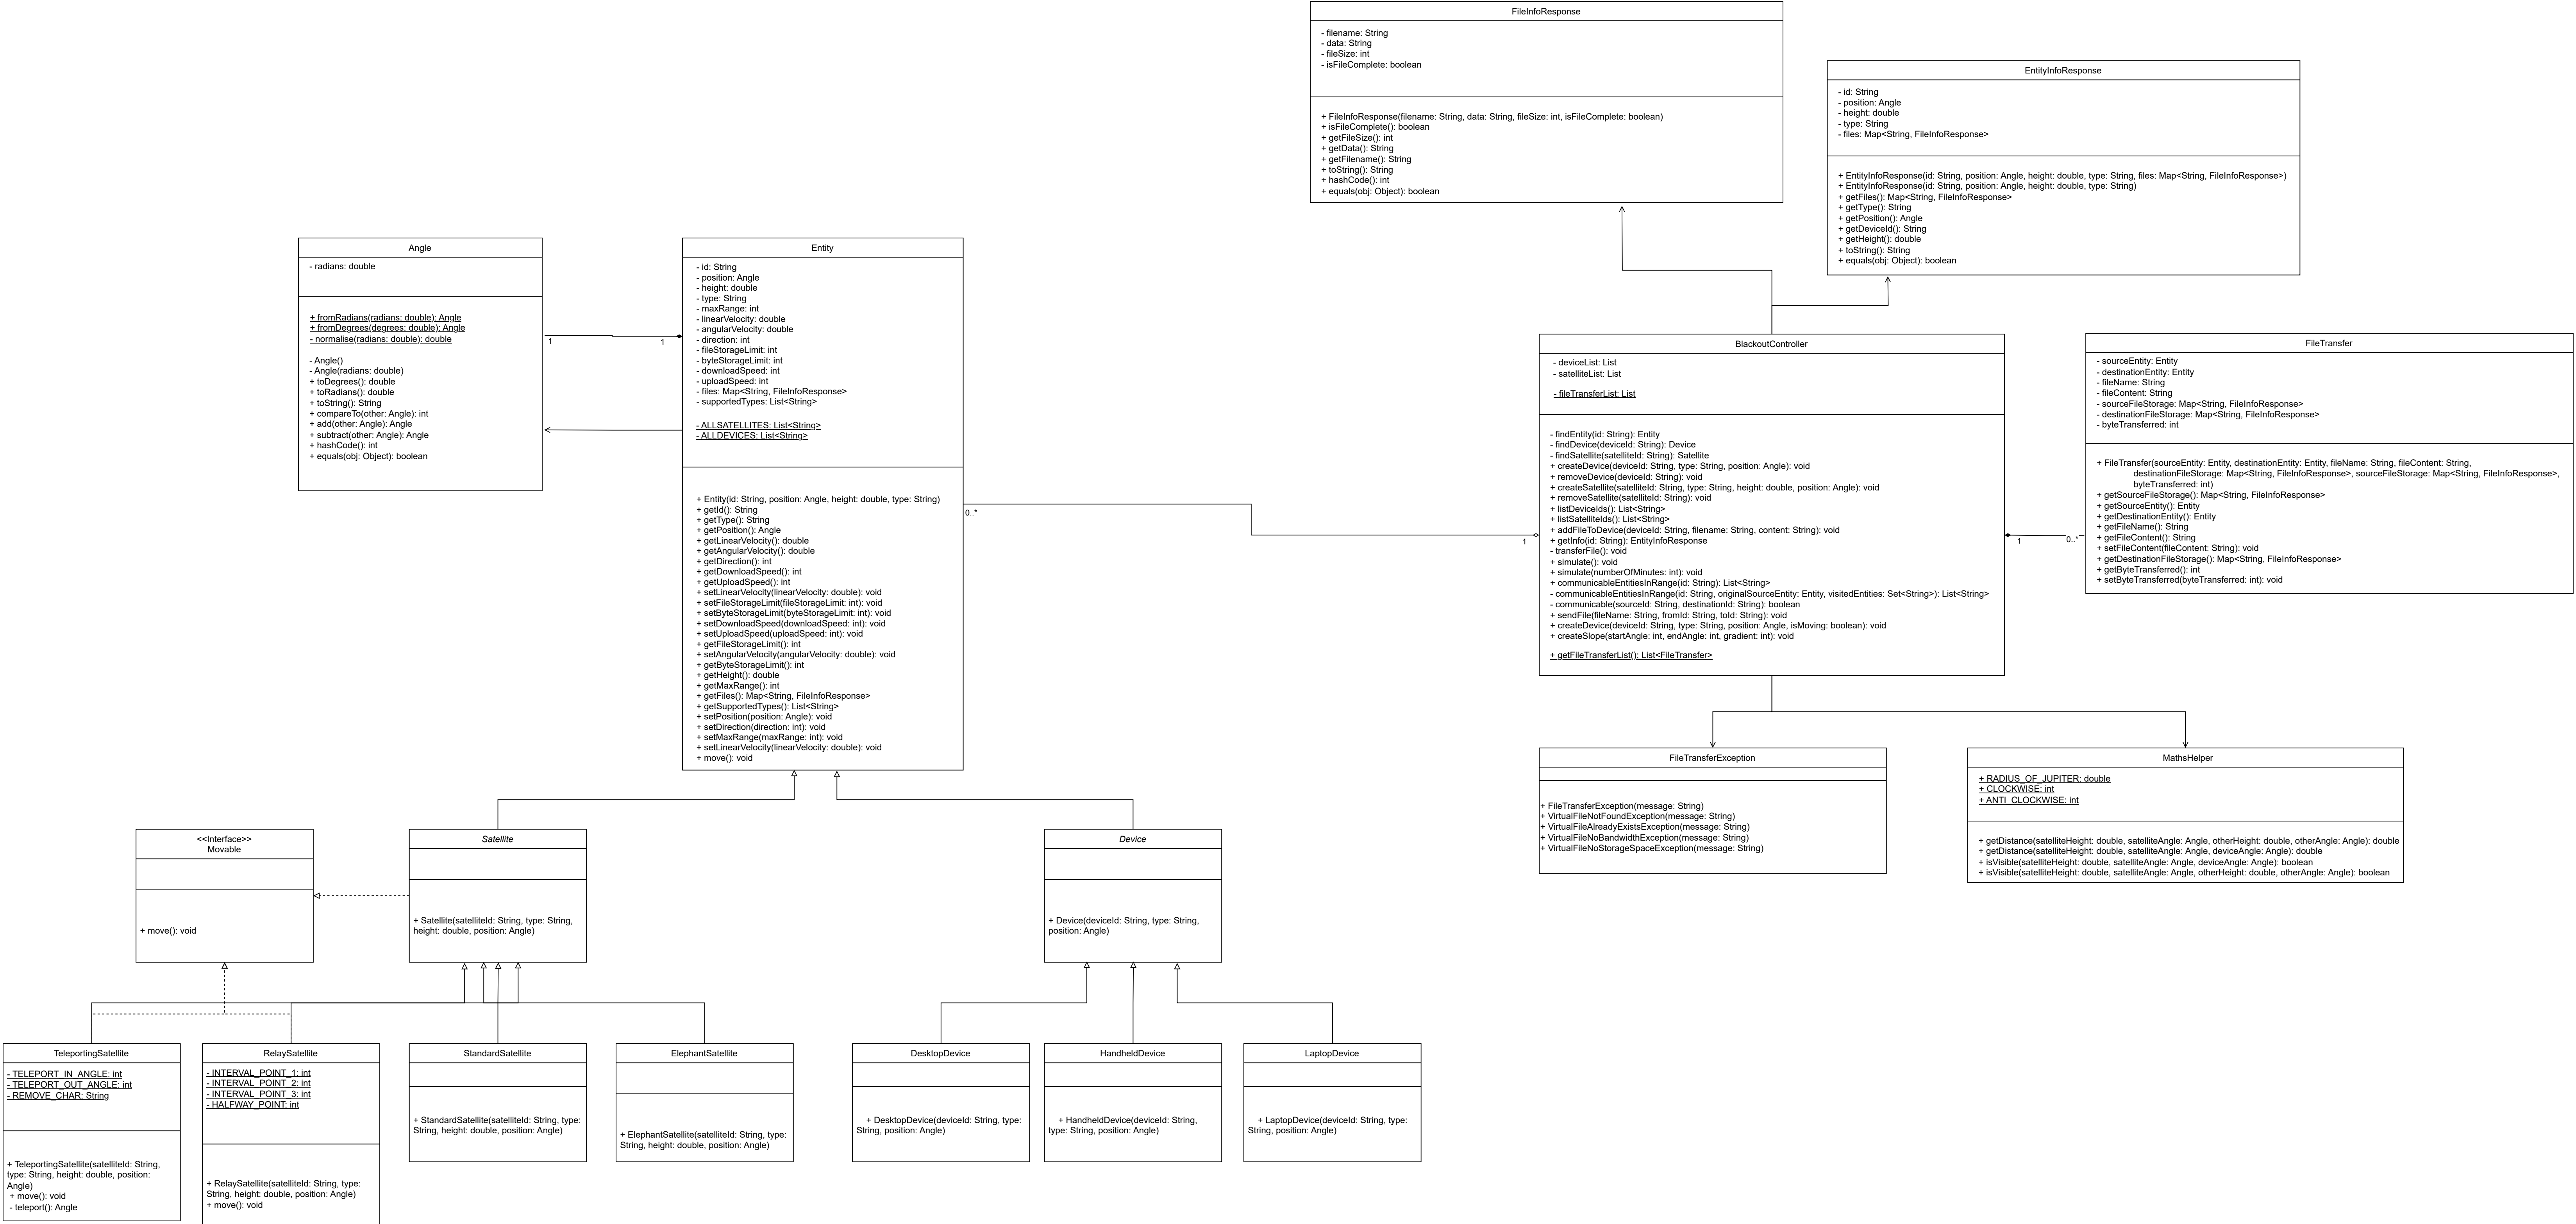 FileInfoResponse
- filename: String
- data: String
- fileSize: int
- isFileComplete: boolean
+ FileInfoResponse(filename: String, data: String, fileSize: int, isFileComplete: boolean)
+ isFileComplete(): boolean
+ getFileSize(): int
+ getData(): String
+ getFilename(): String
+ toString(): String
+ hashCode(): int
+ equals(obj: Object): boolean
EntityInfoResponse
- id: String
- position: Angle
- height: double
- type: String
- files: Map<String, FileInfoResponse>
+ EntityInfoResponse(id: String, position: Angle, height: double, type: String, files: Map<String, FileInfoResponse>)
+ EntityInfoResponse(id: String, position: Angle, height: double, type: String)
+ getFiles(): Map<String, FileInfoResponse>
+ getType(): String
+ getPosition(): Angle
+ getDeviceId(): String
+ getHeight(): double
+ toString(): String
+ equals(obj: Object): boolean
Angle
- radians: double
+ fromRadians(radians: double): Angle
+ fromDegrees(degrees: double): Angle
- normalise(radians: double): double
- Angle()
- Angle(radians: double)
+ toDegrees(): double
+ toRadians(): double
+ toString(): String
+ compareTo(other: Angle): int
+ add(other: Angle): Angle
+ subtract(other: Angle): Angle
+ hashCode(): int
+ equals(obj: Object): boolean
1
1
Entity
- id: String
- position: Angle
- height: double
- type: String
- maxRange: int
- linearVelocity: double
- angularVelocity: double
- direction: int
- fileStorageLimit: int
- byteStorageLimit: int
- downloadSpeed: int
- uploadSpeed: int
- files: Map<String, FileInfoResponse>
- supportedTypes: List<String>
- ALLSATELLITES: List<String>
- ALLDEVICES: List<String>
+ Entity(id: String, position: Angle, height: double, type: String)
+ getId(): String
+ getType(): String
+ getPosition(): Angle
+ getLinearVelocity(): double
+ getAngularVelocity(): double
+ getDirection(): int
+ getDownloadSpeed(): int
+ getUploadSpeed(): int
+ setLinearVelocity(linearVelocity: double): void
+ setFileStorageLimit(fileStorageLimit: int): void
+ setByteStorageLimit(byteStorageLimit: int): void
+ setDownloadSpeed(downloadSpeed: int): void
+ setUploadSpeed(uploadSpeed: int): void
+ getFileStorageLimit(): int
+ setAngularVelocity(angularVelocity: double): void
+ getByteStorageLimit(): int
+ getHeight(): double
+ getMaxRange(): int
+ getFiles(): Map<String, FileInfoResponse>
+ getSupportedTypes(): List<String>
+ setPosition(position: Angle): void
+ setDirection(direction: int): void
+ setMaxRange(maxRange: int): void
+ setLinearVelocity(linearVelocity: double): void
+ move(): void
0..*
1
BlackoutController
- deviceList: List
- satelliteList: List
- fileTransferList: List
- findEntity(id: String): Entity
- findDevice(deviceId: String): Device
- findSatellite(satelliteId: String): Satellite
+ createDevice(deviceId: String, type: String, position: Angle): void
+ removeDevice(deviceId: String): void
+ createSatellite(satelliteId: String, type: String, height: double, position: Angle): void
+ removeSatellite(satelliteId: String): void
+ listDeviceIds(): List<String>
+ listSatelliteIds(): List<String>
+ addFileToDevice(deviceId: String, filename: String, content: String): void
+ getInfo(id: String): EntityInfoResponse
- transferFile(): void
+ simulate(): void
+ simulate(numberOfMinutes: int): void
+ communicableEntitiesInRange(id: String): List<String>
- communicableEntitiesInRange(id: String, originalSourceEntity: Entity, visitedEntities: Set<String>): List<String>
- communicable(sourceId: String, destinationId: String): boolean
+ sendFile(fileName: String, fromId: String, toId: String): void
+ createDevice(deviceId: String, type: String, position: Angle, isMoving: boolean): void
+ createSlope(startAngle: int, endAngle: int, gradient: int): void
+ getFileTransferList(): List<FileTransfer>
1
0..*
FileTransfer
- sourceEntity: Entity
- destinationEntity: Entity
- fileName: String
- fileContent: String
- sourceFileStorage: Map<String, FileInfoResponse>
- destinationFileStorage: Map<String, FileInfoResponse>
- byteTransferred: int
+ FileTransfer(sourceEntity: Entity, destinationEntity: Entity, fileName: String, fileContent: String,
destinationFileStorage: Map<String, FileInfoResponse>, sourceFileStorage: Map<String, FileInfoResponse>,
byteTransferred: int)
+ getSourceFileStorage(): Map<String, FileInfoResponse>
+ getSourceEntity(): Entity
+ getDestinationEntity(): Entity
+ getFileName(): String
+ getFileContent(): String
+ setFileContent(fileContent: String): void
+ getDestinationFileStorage(): Map<String, FileInfoResponse>
+ getByteTransferred(): int
+ setByteTransferred(byteTransferred: int): void
FileTransferException
+ FileTransferException(message: String)
+ VirtualFileNotFoundException(message: String)
+ VirtualFileAlreadyExistsException(message: String)
+ VirtualFileNoBandwidthException(message: String)
+ VirtualFileNoStorageSpaceException(message: String)
MathsHelper
+ RADIUS_OF_JUPITER: double
+ CLOCKWISE: int
+ ANTI_CLOCKWISE: int
+ getDistance(satelliteHeight: double, satelliteAngle: Angle, otherHeight: double, otherAngle: Angle): double
+ getDistance(satelliteHeight: double, satelliteAngle: Angle, deviceAngle: Angle): double
+ isVisible(satelliteHeight: double, satelliteAngle: Angle, deviceAngle: Angle): boolean
+ isVisible(satelliteHeight: double, satelliteAngle: Angle, otherHeight: double, otherAngle: Angle): boolean
<<Interface>>
Movable
+ move(): void
Satellite
+ Satellite(satelliteId: String, type: String,
height: double, position: Angle)
Device
+ Device(deviceId: String, type: String,
position: Angle)
TeleportingSatellite
- TELEPORT_IN_ANGLE: int
- TELEPORT_OUT_ANGLE: int
- REMOVE_CHAR: String
+ TeleportingSatellite(satelliteId: String,
type: String, height: double, position:
Angle)
+ move(): void
- teleport(): Angle
RelaySatellite
- INTERVAL_POINT_1: int
- INTERVAL_POINT_2: int
- INTERVAL_POINT_3: int
- HALFWAY_POINT: int
+ RelaySatellite(satelliteId: String, type:
String, height: double, position: Angle)
+ move(): void
StandardSatellite
+ StandardSatellite(satelliteId: String, type:
String, height: double, position: Angle)
ElephantSatellite
+ ElephantSatellite(satelliteId: String, type:
String, height: double, position: Angle)
DesktopDevice
+ DesktopDevice(deviceId: String, type:
String, position: Angle)
HandheldDevice
+ HandheldDevice(deviceId: String,
type: String, position: Angle)
LaptopDevice
+ LaptopDevice(deviceId: String, type:
String, position: Angle)